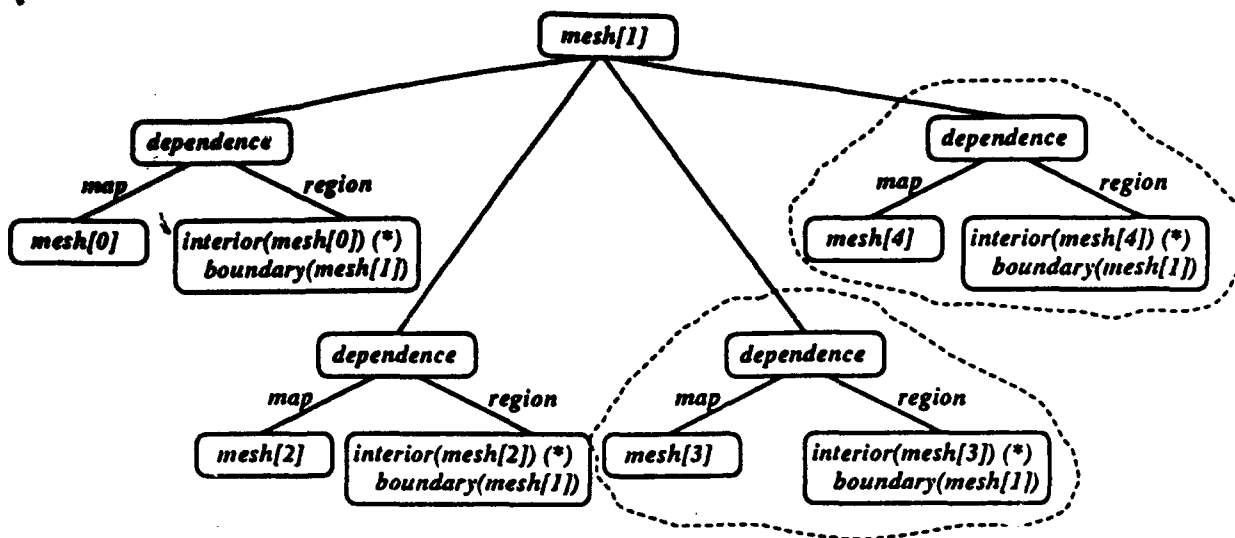 mesh[1]
dependence
map
region
mesh[0]
interior(mesh[0]) (*)
boundary(mesh[1])
dependence
map
region
mesh[4]
interior(mesh[4]) (*)
boundary(mesh[1])
dependence
map
region
mesh[2]
interior(mesh[2]) (*)
boundary(mesh[1])
dependence
map
region
mesh[3]
interior(mesh[3]) (*)
boundary(mesh[1])